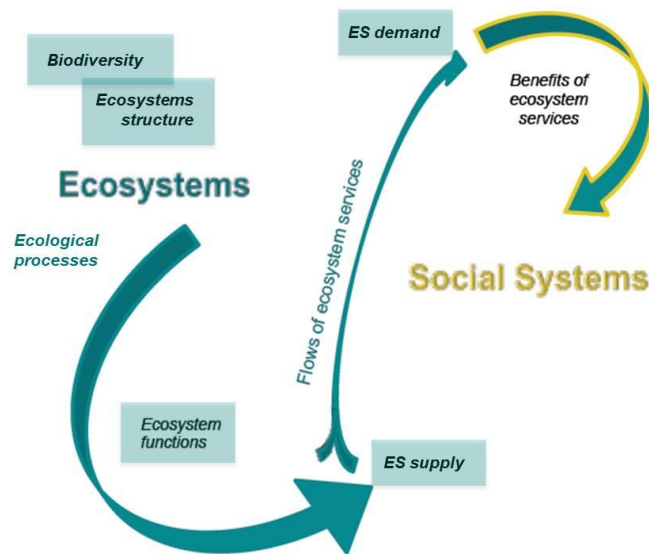 ES demand
Biodiversity
Ecosystems
structure
Benefits of
ecosystem
services
Ecosystems
Ecological
processes
Flows of ecosystem services
Social Systems
Ecosystem
functions
ES supply